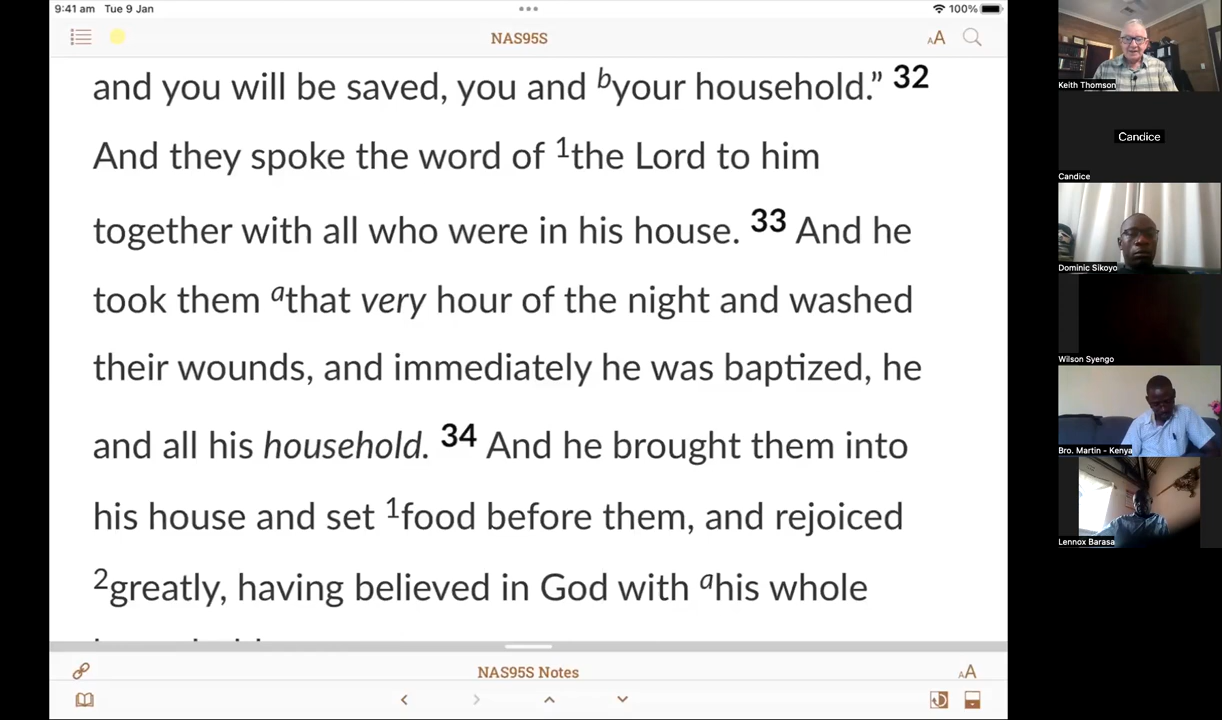 9:41 am Tue 9 Jan
100%
NAS95S
AA
and you will be saved, you and byour household.” 32
And they spoke the word of 1the Lord to him
together with all who were in his house. 33 And he
took them athat very hour of the night and washed
their wounds, and immediately he was baptized, he
and all his household. 34 And he brought them into
his house and set 1food before them, and rejoiced
2greatly, having believed in God with ahis whole
NAS95S Notes
AA
Keith Thomson
Candice
Candice
Dominic Sikoyo
Wilson Syengo
Bro. Martin - Kenya
Lennox Barasa